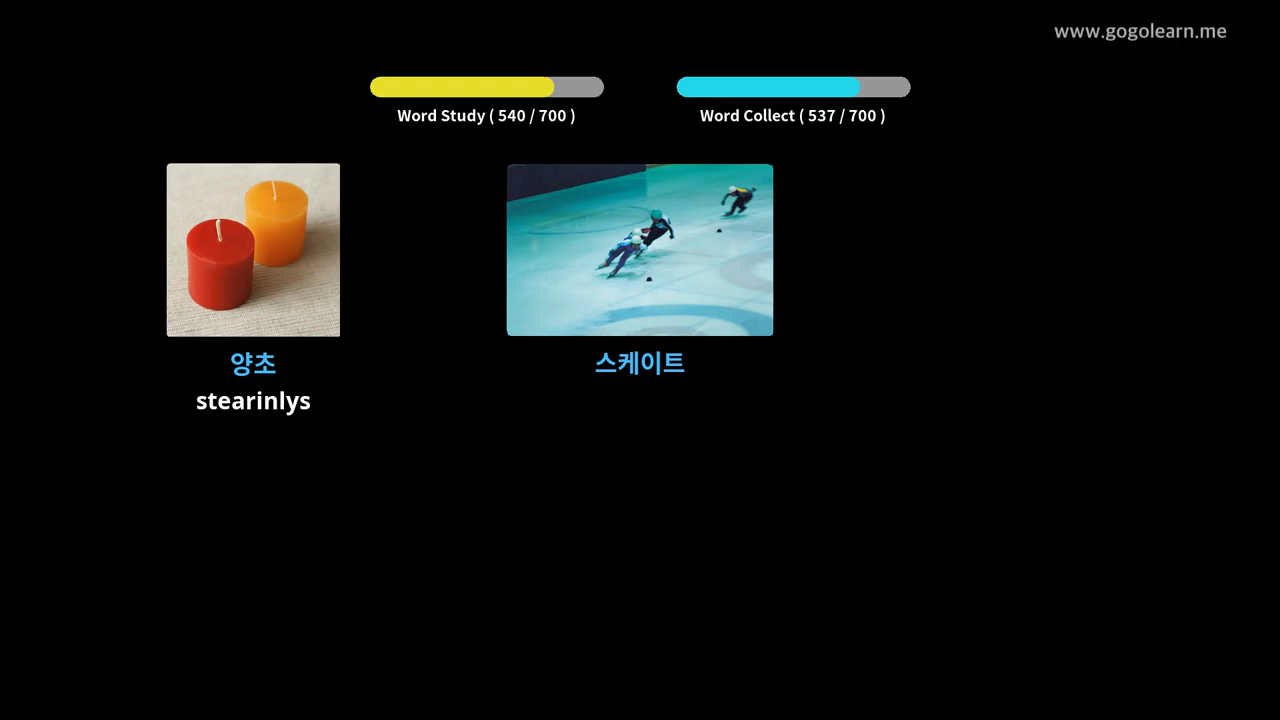 www.gogolearn.me
Word Study ( 540 / 700 )
Word Collect ( 537 / 700 )
양초
스케이트
stearinlys